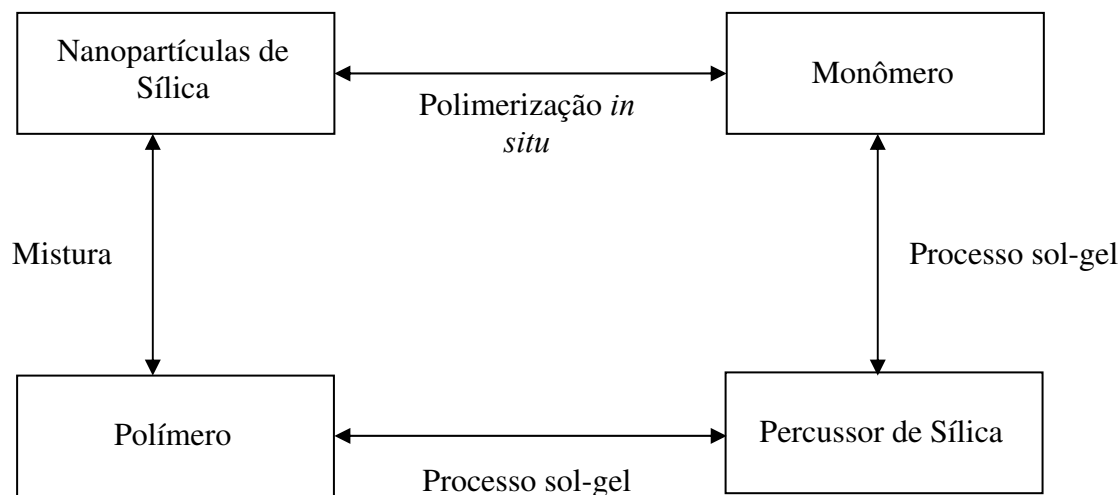 Nanopartículas de
Sílica
Monômero
Polimerização in
situ
Mistura
Processo sol-gel
Polímero
Percussor de Sílica
Processo sol-gel